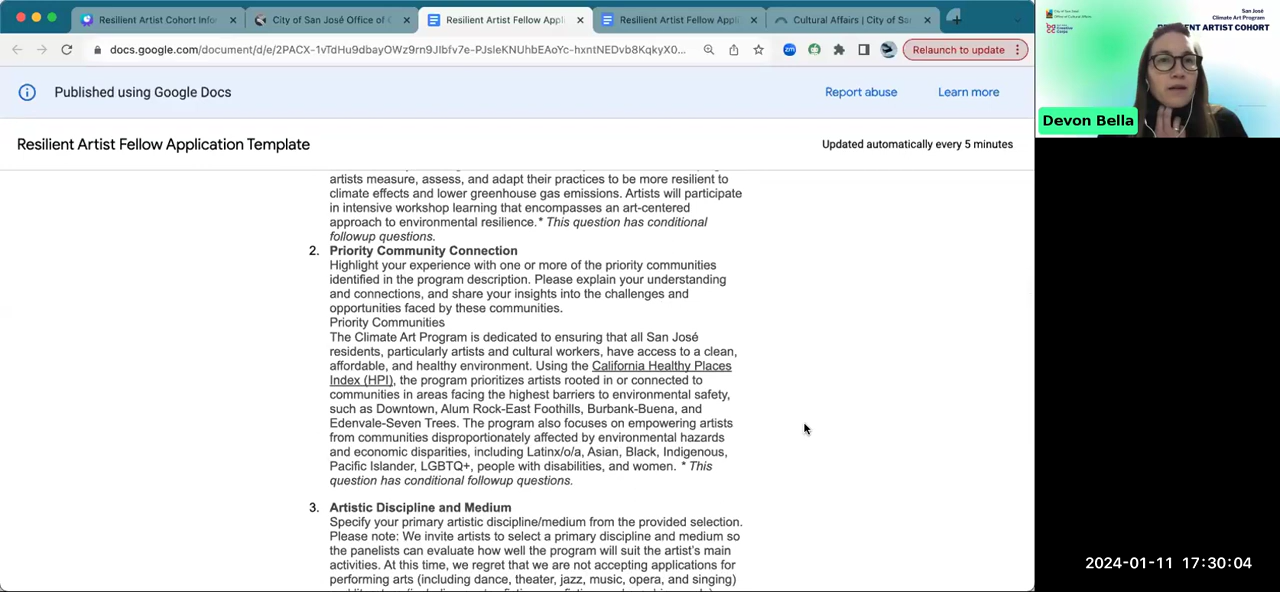 Resilient Artist Cohort Info
City of San José Office of C
Resilient Artist Fellow Appl
Resilient Artist Fellow App
Cultural Affairs | City of Sa
docs.google.com/document/d/e/2PACX-1vTdHu9dbayOWz9rn9JIbfv7e-PJsleKNUhbEAoYc-hxntNEDvb8KqkyX0...
zm
Relaunch to update
Published using Google Docs
Report abuse
Learn more
Resilient Artist Fellow Application Template
Updated automatically every 5 minutes
artists measure, assess, and adapt their practices to be more resilient to
climate effects and lower greenhouse gas emissions. Artists will participate
in intensive workshop learning that encompasses an art-centered
approach to environmental resilience.* This question has conditional
followup questions.
2. Priority Community Connection
Highlight your experience with one or more of the priority communities
identified in the program description. Please explain your understanding
and connections, and share your insights into the challenges and
opportunities faced by these communities.
Priority Communities
The Climate Art Program is dedicated to ensuring that all San José
residents, particularly artists and cultural workers, have access to a clean,
affordable, and healthy environment. Using the California Healthy Places
Index (HPI), the program prioritizes artists rooted in or connected to
communities in areas facing the highest barriers to environmental safety,
such as Downtown, Alum Rock-East Foothills, Burbank-Buena, and
Edenvale-Seven Trees. The program also focuses on empowering artists
from communities disproportionately affected by environmental hazards
and economic disparities, including Latinx/o/a, Asian, Black, Indigenous,
Pacific Islander, LGBTQ+, people with disabilities, and women. * This
question has conditional followup questions.
3. Artistic Discipline and Medium
Specify your primary artistic discipline/medium from the provided selection.
Please note: We invite artists to select a primary discipline and medium so
the panelists can evaluate how well the program will suit the artist's main
activities. At this time, we regret that we are not accepting applications for
performing arts (including dance, theater, jazz, music, opera, and singing)
San José
Climate Art Program
NT ARTIST COHORT
Devon Bella
2024-01-11 17:30:04